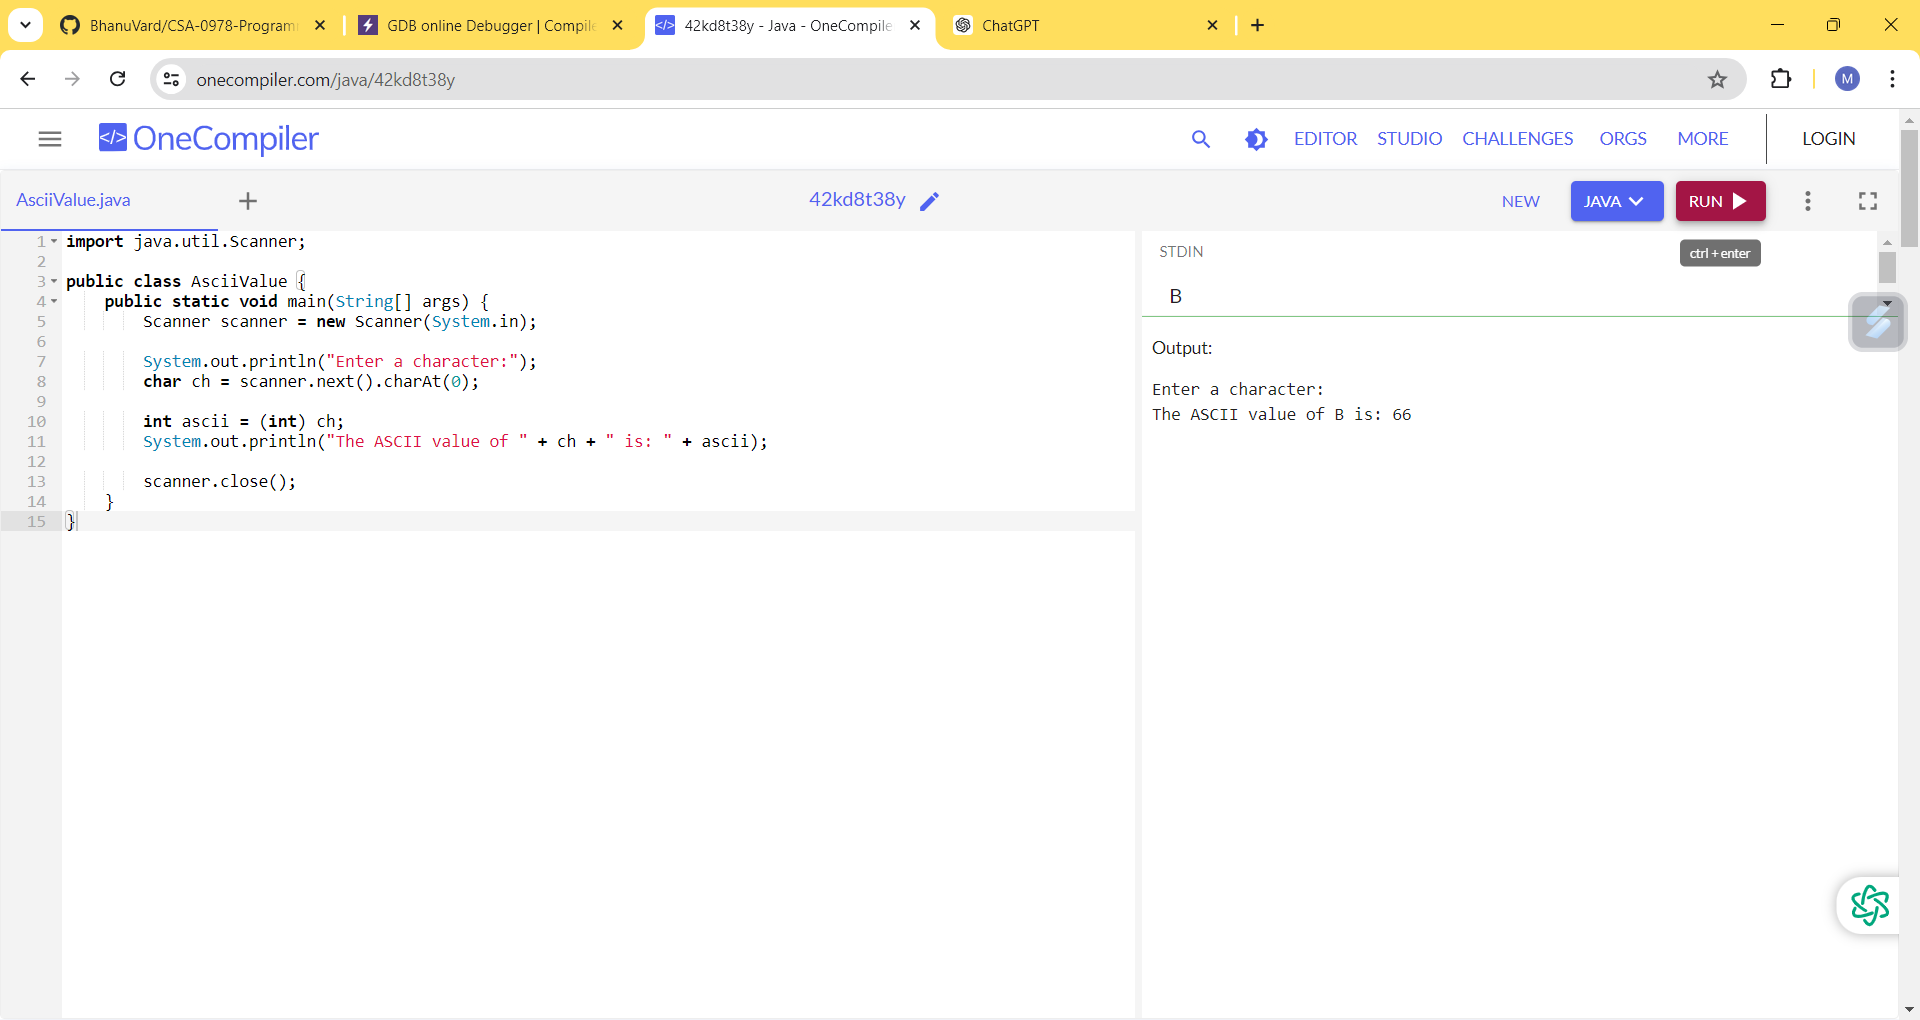 BhanuVard/CSA-0978-Programm
GDB online Debugger | Compile
42kd8t38y - Java - OneCompile
ChatGPT
onecompiler.com/java/42kd8t38y
M
</> OneCompiler
EDITOR
STUDIO
CHALLENGES
ORGS
MORE
LOGIN
AsciiValue.java
42kd8t38y
NEW
JAVA
RUN
ctrl + enter
1 import java.util.Scanner;
2
3 public class AsciiValue {
4 public static void main(String[] args) {
5 Scanner scanner = new Scanner(System.in);
6
7 System.out.println("Enter a character:");
8 char ch = scanner.next().charAt(0);
9
10 int ascii = (int) ch;
11 System.out.println("The ASCII value of " + ch + " is: " + ascii);
12
13 scanner.close();
14 }
15 }
STDIN
B
Output:
Enter a character:
The ASCII value of B is: 66